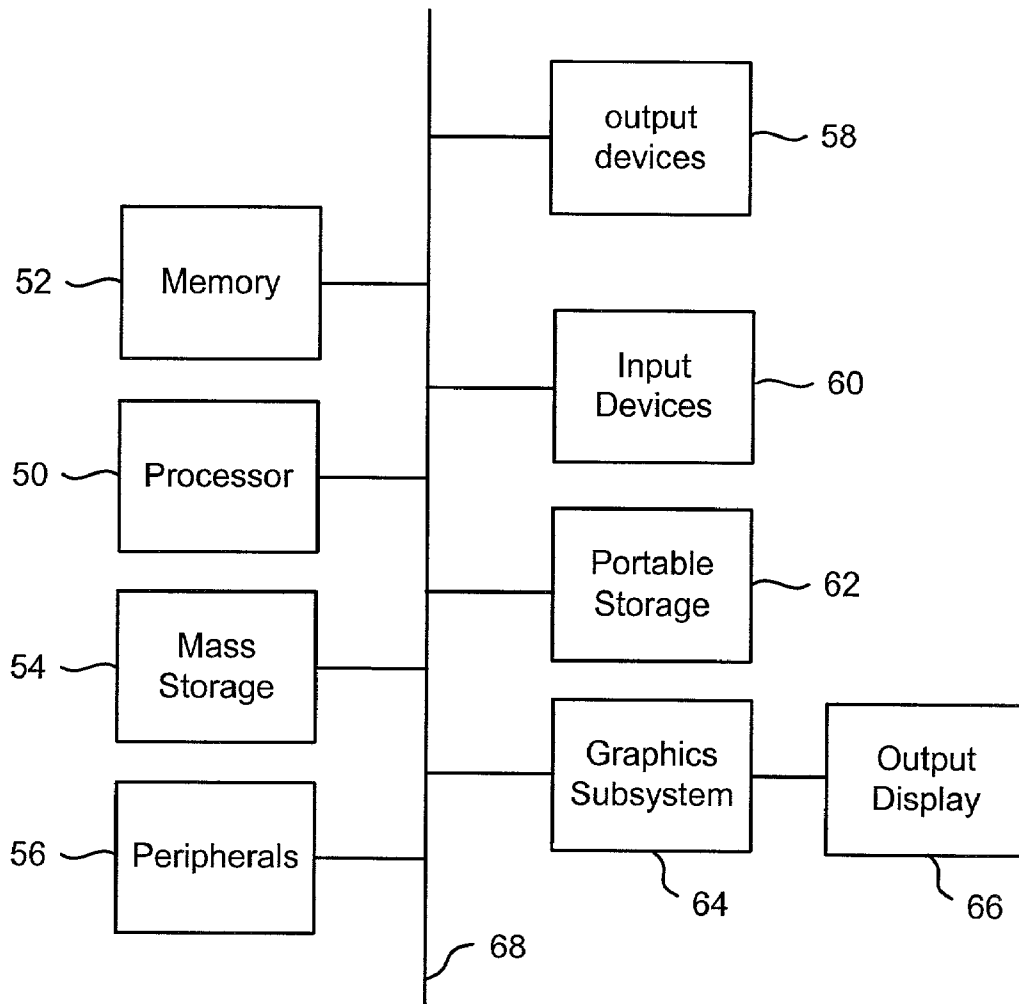 output
devices
58
52
Memory
Input
Devices
60
50
Processor
Portable
Storage
62
54
Mass
Storage
Graphics
Subsystem
Output
Display
56
Peripherals
64
66
68